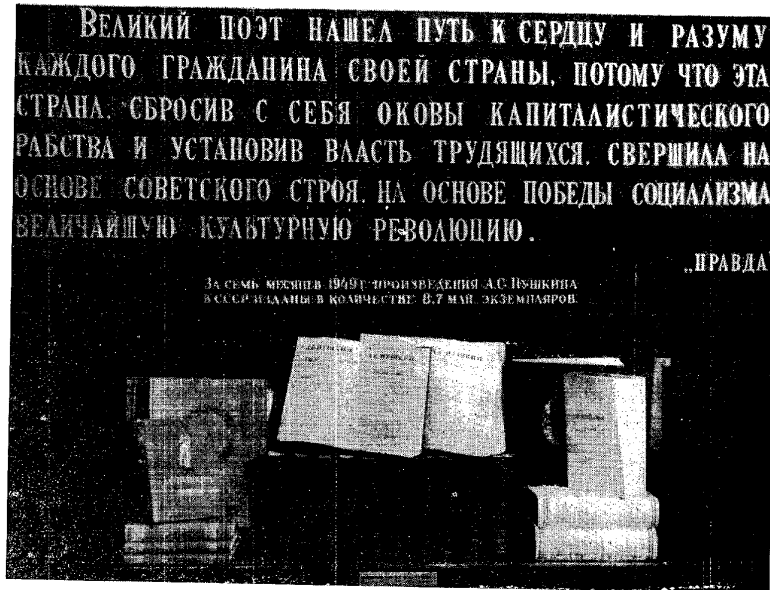 Великий поэт нашел путь к сердцу и разуму
каждого гражданина своей страны, потому что эта
страна, сбросив с себя оковы капиталистического
рабства и установив власть трудящихся, свершила на
основе советского строя, на основе победы социализма
величайшую культурную революцию.
„Правда"
За семь месяцев 1949 г. произведения А.С. Пушкина
в СССР изданы в количестве 8,7 млн. экземпляров.